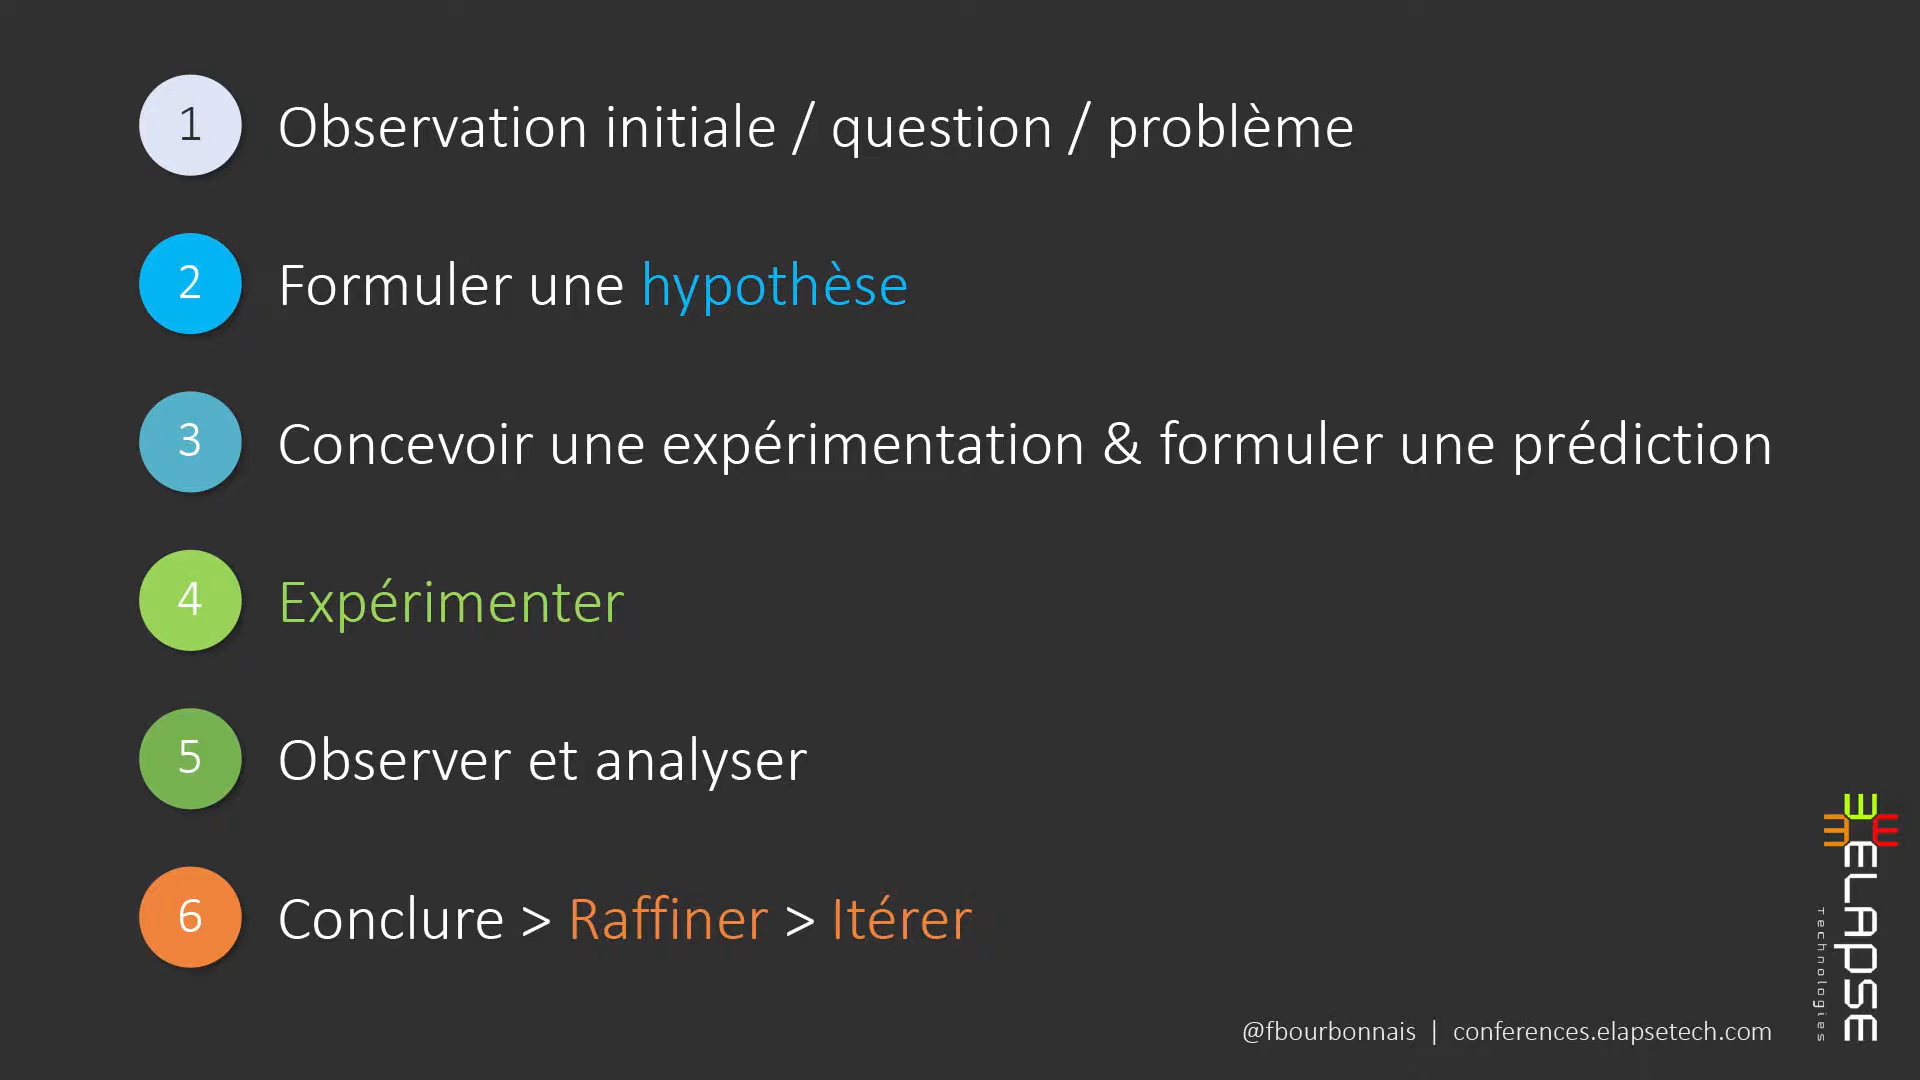 1 Observation initiale / question / problème
2 Formuler une hypothèse
3 Concevoir une expérimentation & formuler une prédiction
4 Expérimenter
5 Observer et analyser
6 Conclure > Raffiner > Itérer
ELAPSE
Technologies
@fbourbonnais | conferences.elapsetech.com